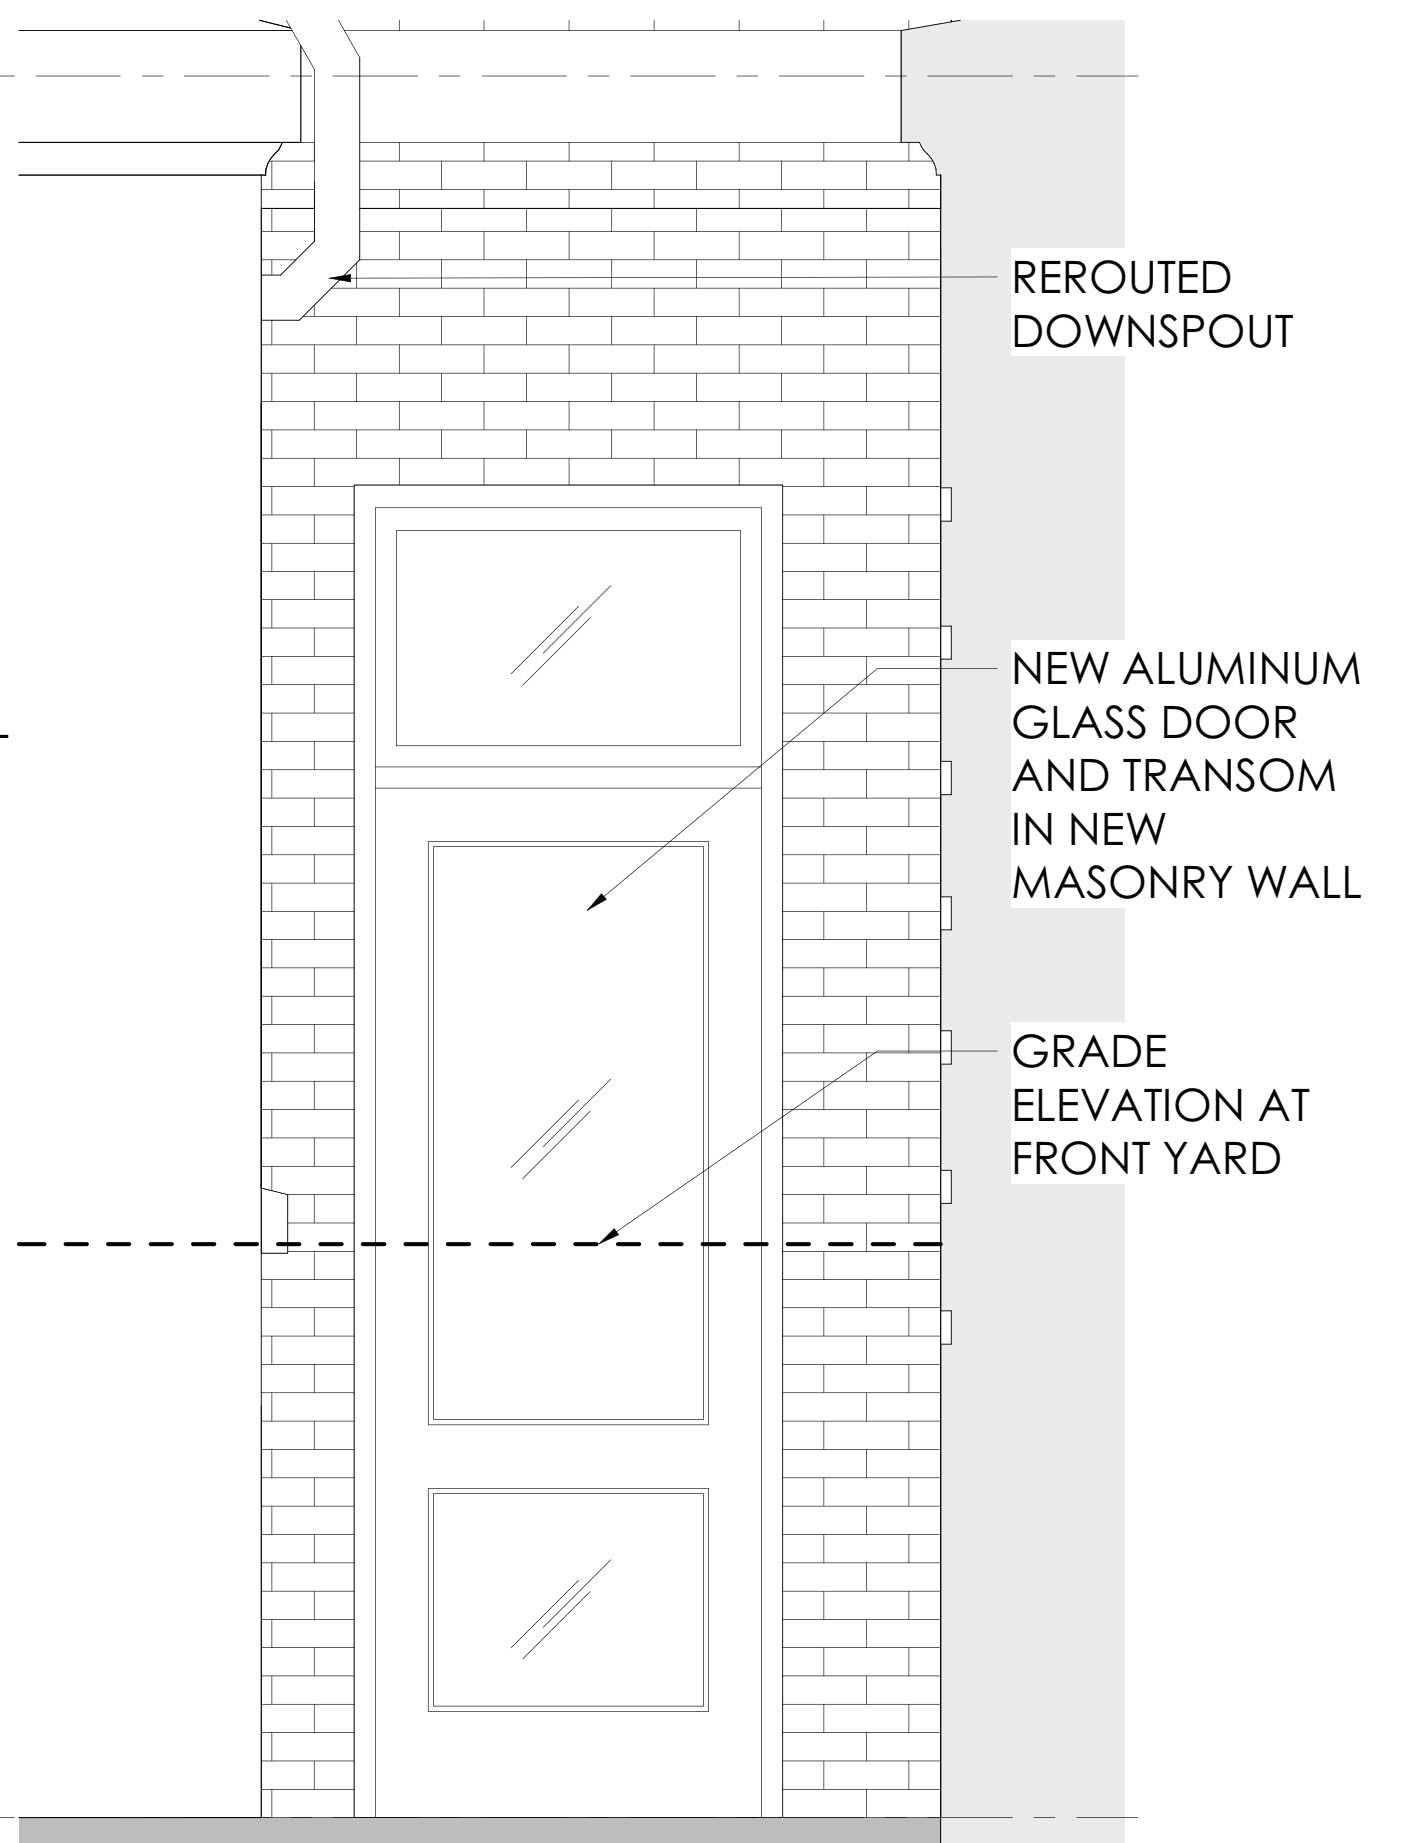 REROUTED
DOWNSPOUT
NEW ALUMINUM
GLASS DOOR
AND TRANSOM
IN NEW
MASONRY WALL
GRADE
ELEVATION AT
FRONT YARD